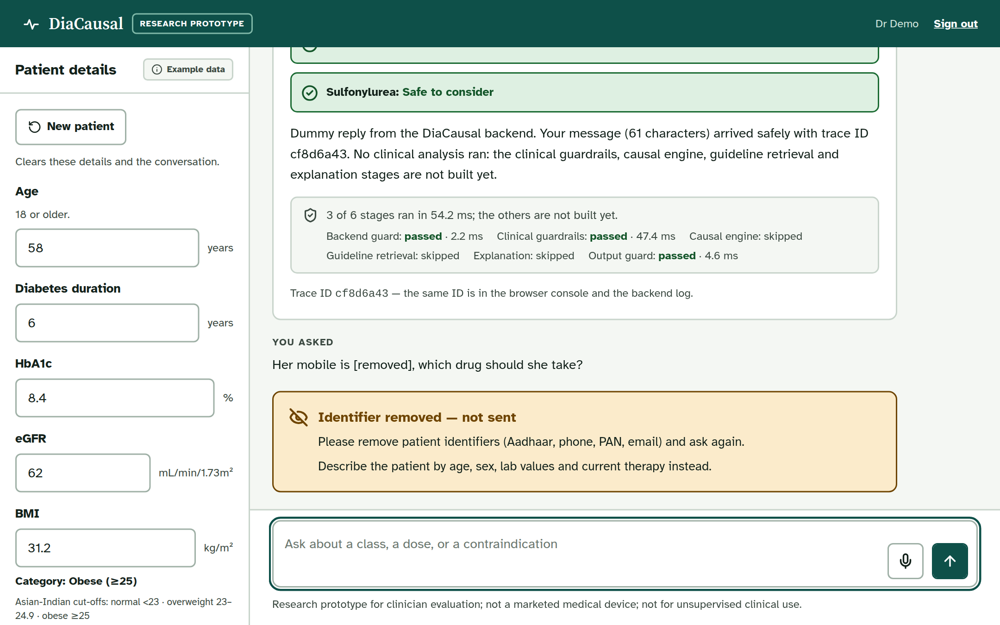 DiaCausal RESEARCH PROTOTYPE
Dr Demo Sign out
Patient details
Example data
New patient
Clears these details and the conversation.
Age
18 or older.
58 years
Diabetes duration
6 years
HbA1c
8.4 %
eGFR
62 mL/min/1.73m²
BMI
31.2 kg/m²
Category: Obese (≥25)
Asian-Indian cut-offs: normal <23 · overweight 23–
24.9 · obese ≥25
Sulfonylurea: Safe to consider
Dummy reply from the DiaCausal backend. Your message (61 characters) arrived safely with trace ID
cf8d6a43. No clinical analysis ran: the clinical guardrails, causal engine, guideline retrieval and
explanation stages are not built yet.
3 of 6 stages ran in 54.2 ms; the others are not built yet.
Backend guard: passed · 2.2 ms Clinical guardrails: passed · 47.4 ms Causal engine: skipped
Guideline retrieval: skipped Explanation: skipped Output guard: passed · 4.6 ms
Trace ID cf8d6a43 — the same ID is in the browser console and the backend log.
YOU ASKED
Her mobile is [removed], which drug should she take?
Identifier removed — not sent
Please remove patient identifiers (Aadhaar, phone, PAN, email) and ask again.
Describe the patient by age, sex, lab values and current therapy instead.
Ask about a class, a dose, or a contraindication
Research prototype for clinician evaluation; not a marketed medical device; not for unsupervised clinical use.